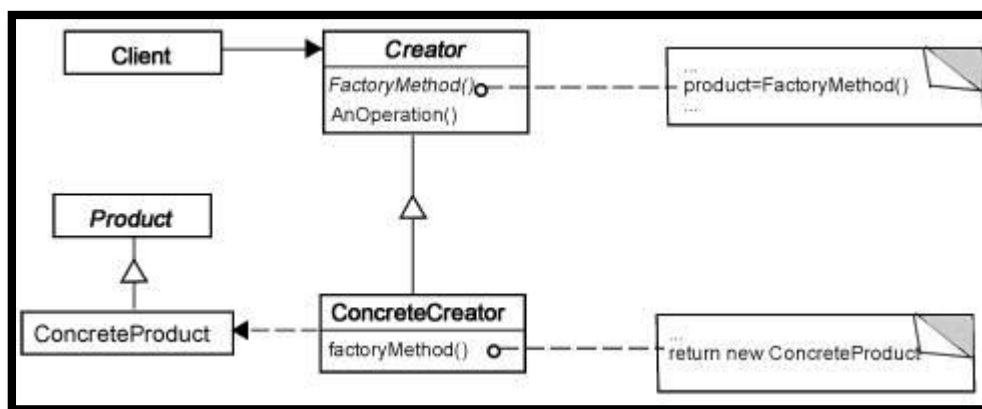 Client
Creator
FactoryMethod()
AnOperation()
...
product=FactoryMethod()
...
Product
ConcreteProduct
ConcreteCreator
factoryMethod()
...
return new ConcreteProduct
...